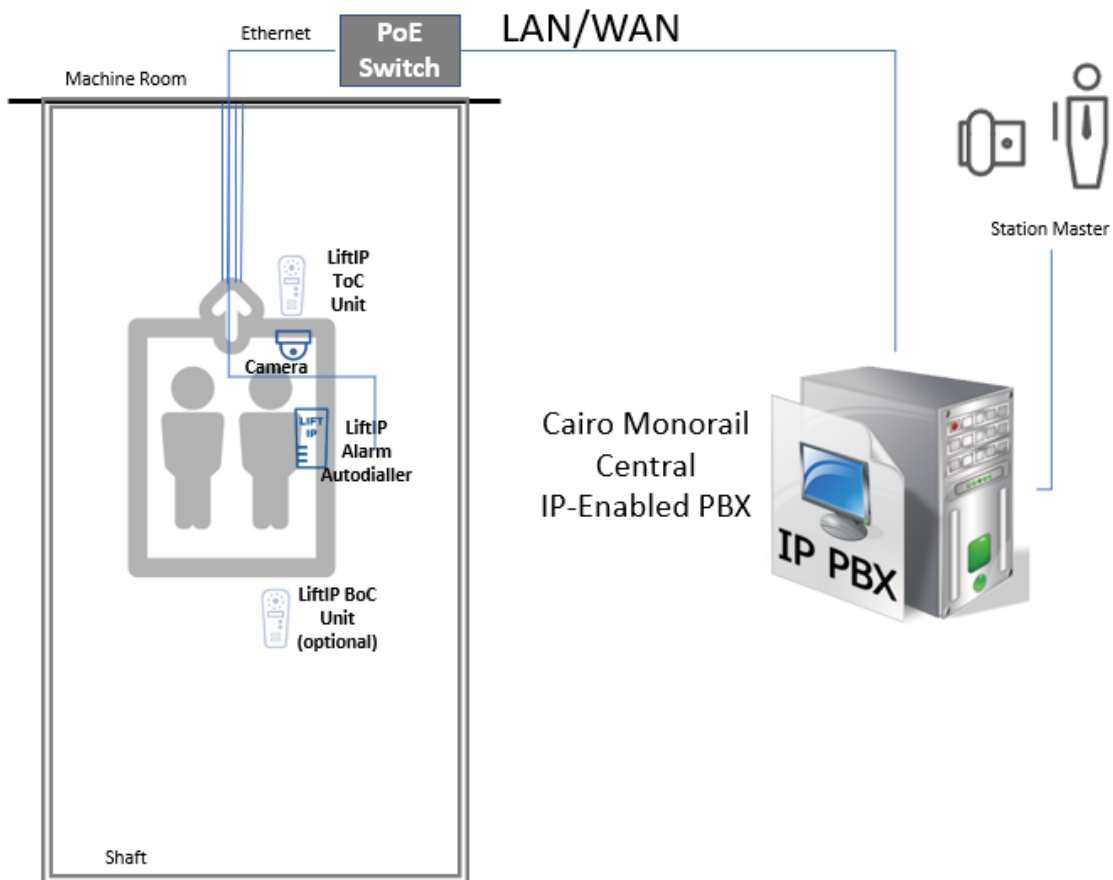 Ethernet
PoE
Switch
LAN/WAN
Machine Room
Station Master
LiftIP
ToC
Unit
Camera
LIFT
IP
LiftIP
Alarm
Autodialler
Cairo Monorail
Central
IP-Enabled PBX
IP PBX
LiftIP BoC
Unit
(optional)
Shaft